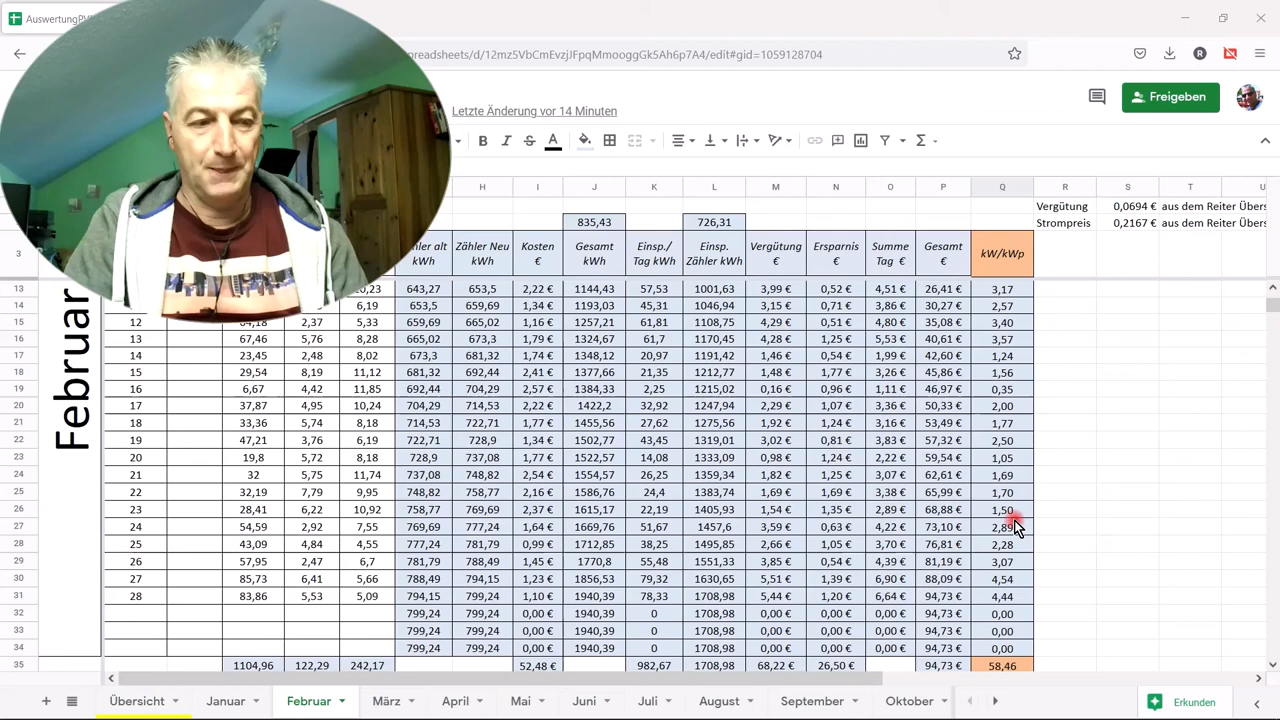 AuswertungPV
readsheets/d/12mz5VbCmEvzjJFpqMmooggGk5Ah6p7A4/edit#gid=1059128704
Letzte Änderung vor 14 Minuten
Freigeben
H I J K L M N O P Q R S T U
Vergütung 0,0694 € aus dem Reiter Übers
835,43 726,31 Strompreis 0,2167 € aus dem Reiter Übers
3 hler alt kWh Zähler Neu kWh Kosten € Gesamt kWh Einsp./ Tag kWh Einsp. Zähler kWh Vergütung € Ersparnis € Summe Tag € Gesamt € kW/kWp
Februar
13 0,23 643,27 653,5 2,22 € 1144,43 57,53 1001,63 3,99 € 0,52 € 4,51 € 26,41 € 3,17
14 6,19 653,5 659,69 1,34 € 1193,03 45,31 1046,94 3,15 € 0,71 € 3,86 € 30,27 € 2,57
15 12 64,18 2,37 5,33 659,69 665,02 1,16 € 1257,21 61,81 1108,75 4,29 € 0,51 € 4,80 € 35,08 € 3,40
16 13 67,46 5,76 8,28 665,02 673,3 1,79 € 1324,67 61,7 1170,45 4,28 € 1,25 € 5,53 € 40,61 € 3,57
17 14 23,45 2,48 8,02 673,3 681,32 1,74 € 1348,12 20,97 1191,42 1,46 € 0,54 € 1,99 € 42,60 € 1,24
18 15 29,54 8,19 11,12 681,32 692,44 2,41 € 1377,66 21,35 1212,77 1,48 € 1,77 € 3,26 € 45,86 € 1,56
19 16 6,67 4,42 11,85 692,44 704,29 2,57 € 1384,33 2,25 1215,02 0,16 € 0,96 € 1,11 € 46,97 € 0,35
20 17 37,87 4,95 10,24 704,29 714,53 2,22 € 1422,2 32,92 1247,94 2,29 € 1,07 € 3,36 € 50,33 € 2,00
21 18 33,36 5,74 8,18 714,53 722,71 1,77 € 1455,56 27,62 1275,56 1,92 € 1,24 € 3,16 € 53,49 € 1,77
22 19 47,21 3,76 6,19 722,71 728,9 1,34 € 1502,77 43,45 1319,01 3,02 € 0,81 € 3,83 € 57,32 € 2,50
23 20 19,8 5,72 8,18 728,9 737,08 1,77 € 1522,57 14,08 1333,09 0,98 € 1,24 € 2,22 € 59,54 € 1,05
24 21 32 5,75 11,74 737,08 748,82 2,54 € 1554,57 26,25 1359,34 1,82 € 1,25 € 3,07 € 62,61 € 1,69
25 22 32,19 7,79 9,95 748,82 758,77 2,16 € 1586,76 24,4 1383,74 1,69 € 1,69 € 3,38 € 65,99 € 1,70
26 23 28,41 6,22 10,92 758,77 769,69 2,37 € 1615,17 22,19 1405,93 1,54 € 1,35 € 2,89 € 68,88 € 1,50
27 24 54,59 2,92 7,55 769,69 777,24 1,64 € 1669,76 51,67 1457,6 3,59 € 0,63 € 4,22 € 73,10 € 2,89
28 25 43,09 4,84 4,55 777,24 781,79 0,99 € 1712,85 38,25 1495,85 2,66 € 1,05 € 3,70 € 76,81 € 2,28
29 26 57,95 2,47 6,7 781,79 788,49 1,45 € 1770,8 55,48 1551,33 3,85 € 0,54 € 4,39 € 81,19 € 3,07
30 27 85,73 6,41 5,66 788,49 794,15 1,23 € 1856,53 79,32 1630,65 5,51 € 1,39 € 6,90 € 88,09 € 4,54
31 28 83,86 5,53 5,09 794,15 799,24 1,10 € 1940,39 78,33 1708,98 5,44 € 1,20 € 6,64 € 94,73 € 4,44
32 799,24 799,24 0,00 € 1940,39 0 1708,98 0,00 € 0,00 € 0,00 € 94,73 € 0,00
33 799,24 799,24 0,00 € 1940,39 0 1708,98 0,00 € 0,00 € 0,00 € 94,73 € 0,00
34 799,24 799,24 0,00 € 1940,39 0 1708,98 0,00 € 0,00 € 0,00 € 94,73 € 0,00
35 1104,96 122,29 242,17 52,48 € 982,67 1708,98 68,22 € 26,50 € 94,73 € 58,46
Übersicht Januar Februar März April Mai Juni Juli August September Oktober Erkunden